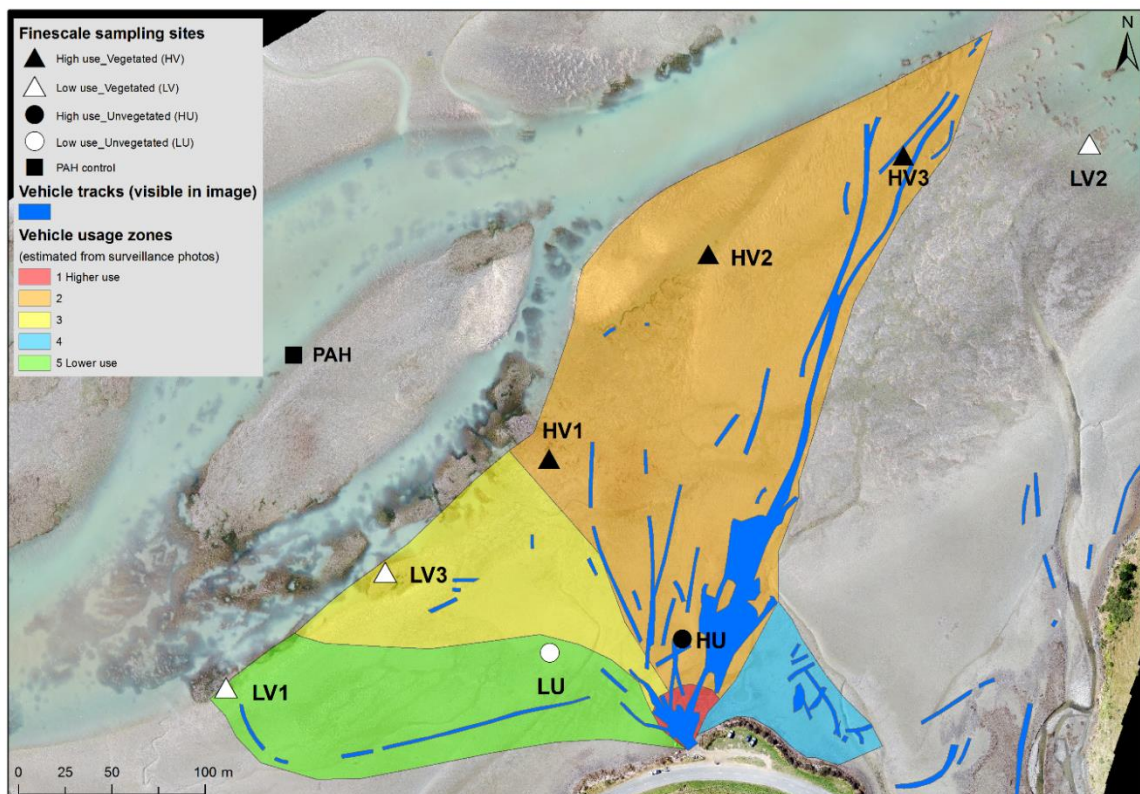 Finescale sampling sites
High use_Vegetated (HV)
Low use_Vegetated (LV)
High use_Unvegetated (HU)
Low use_Unvegetated (LU)
PAH control
Vehicle tracks (visible in image)
Vehicle usage zones
(estimated from surveillance photos)
1 Higher use
2
3
4
5 Lower use
N
HV3
LV2
HV2
PAH
HV1
LV3
HU
LU
LV1
0 25 50 100 m